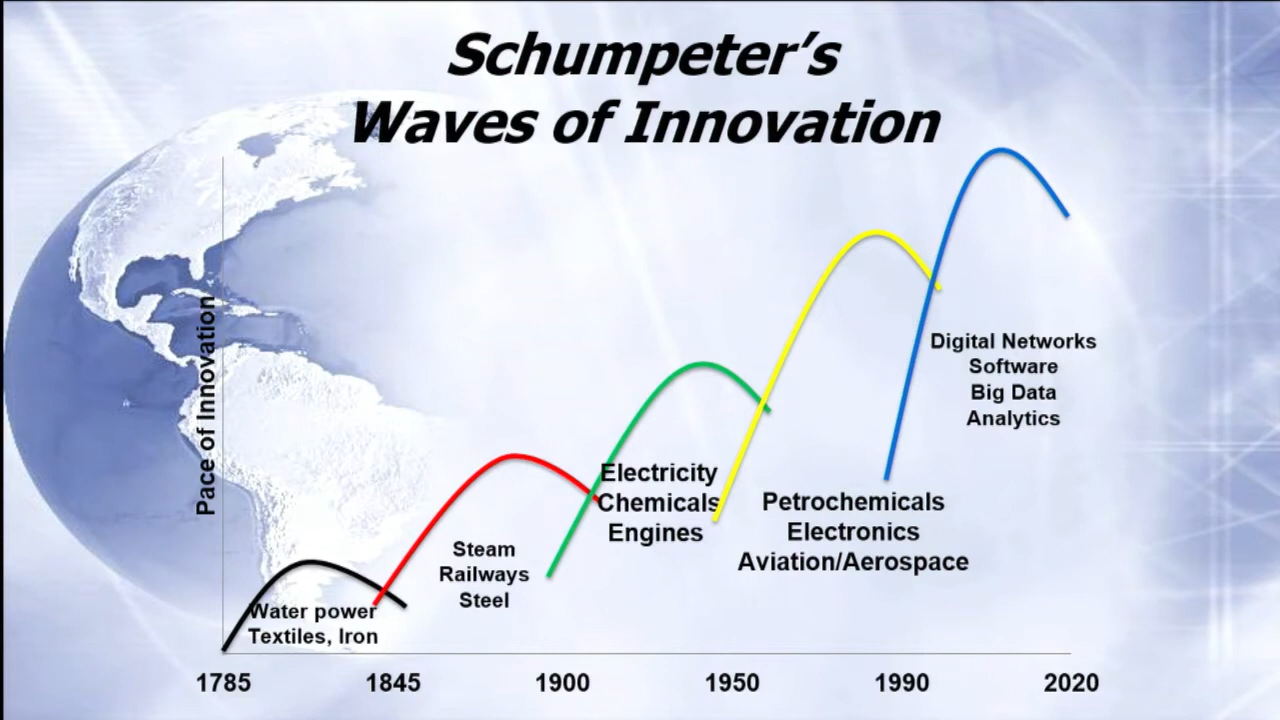 Schumpeter’s
Waves of Innovation
Pace of Innovation
Water power
Textiles, Iron
Steam
Railways
Steel
Electricity
Chemicals
Engines
Petrochemicals
Electronics
Aviation/Aerospace
Digital Networks
Software
Big Data
Analytics
1785 1845 1900 1950 1990 2020